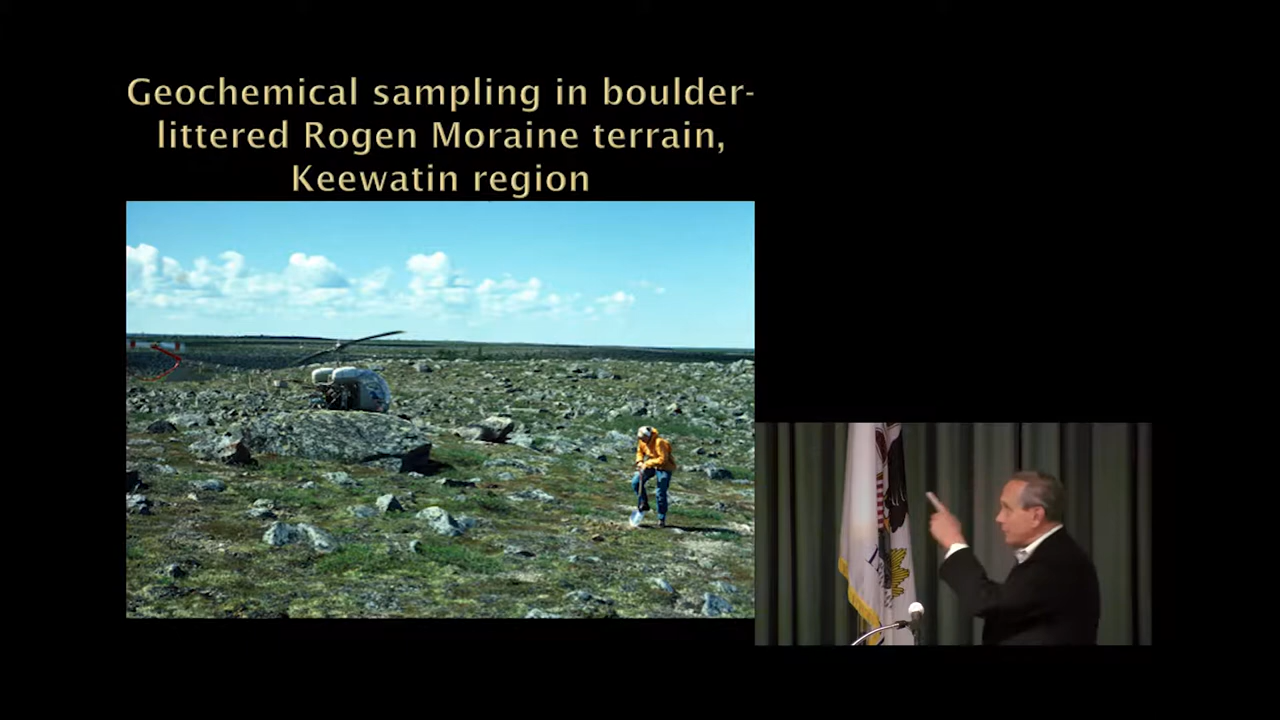 Geochemical sampling in boulder-
littered Rogen Moraine terrain,
Keewatin region